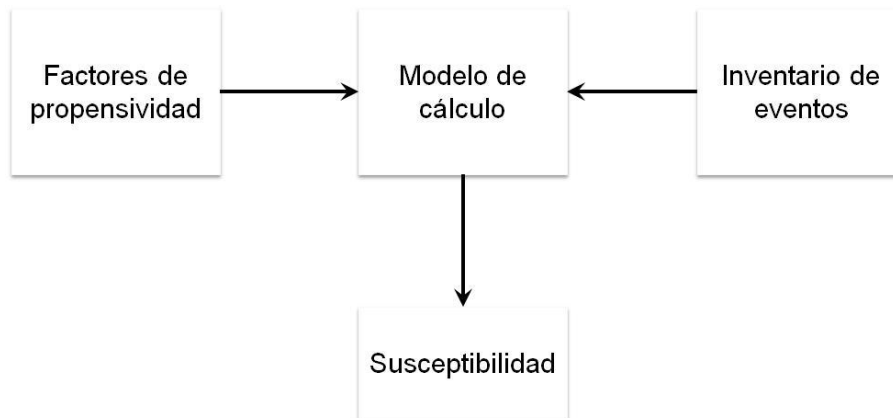 Factores de
propensividad
Modelo de
cálculo
Inventario de
eventos
Susceptibilidad